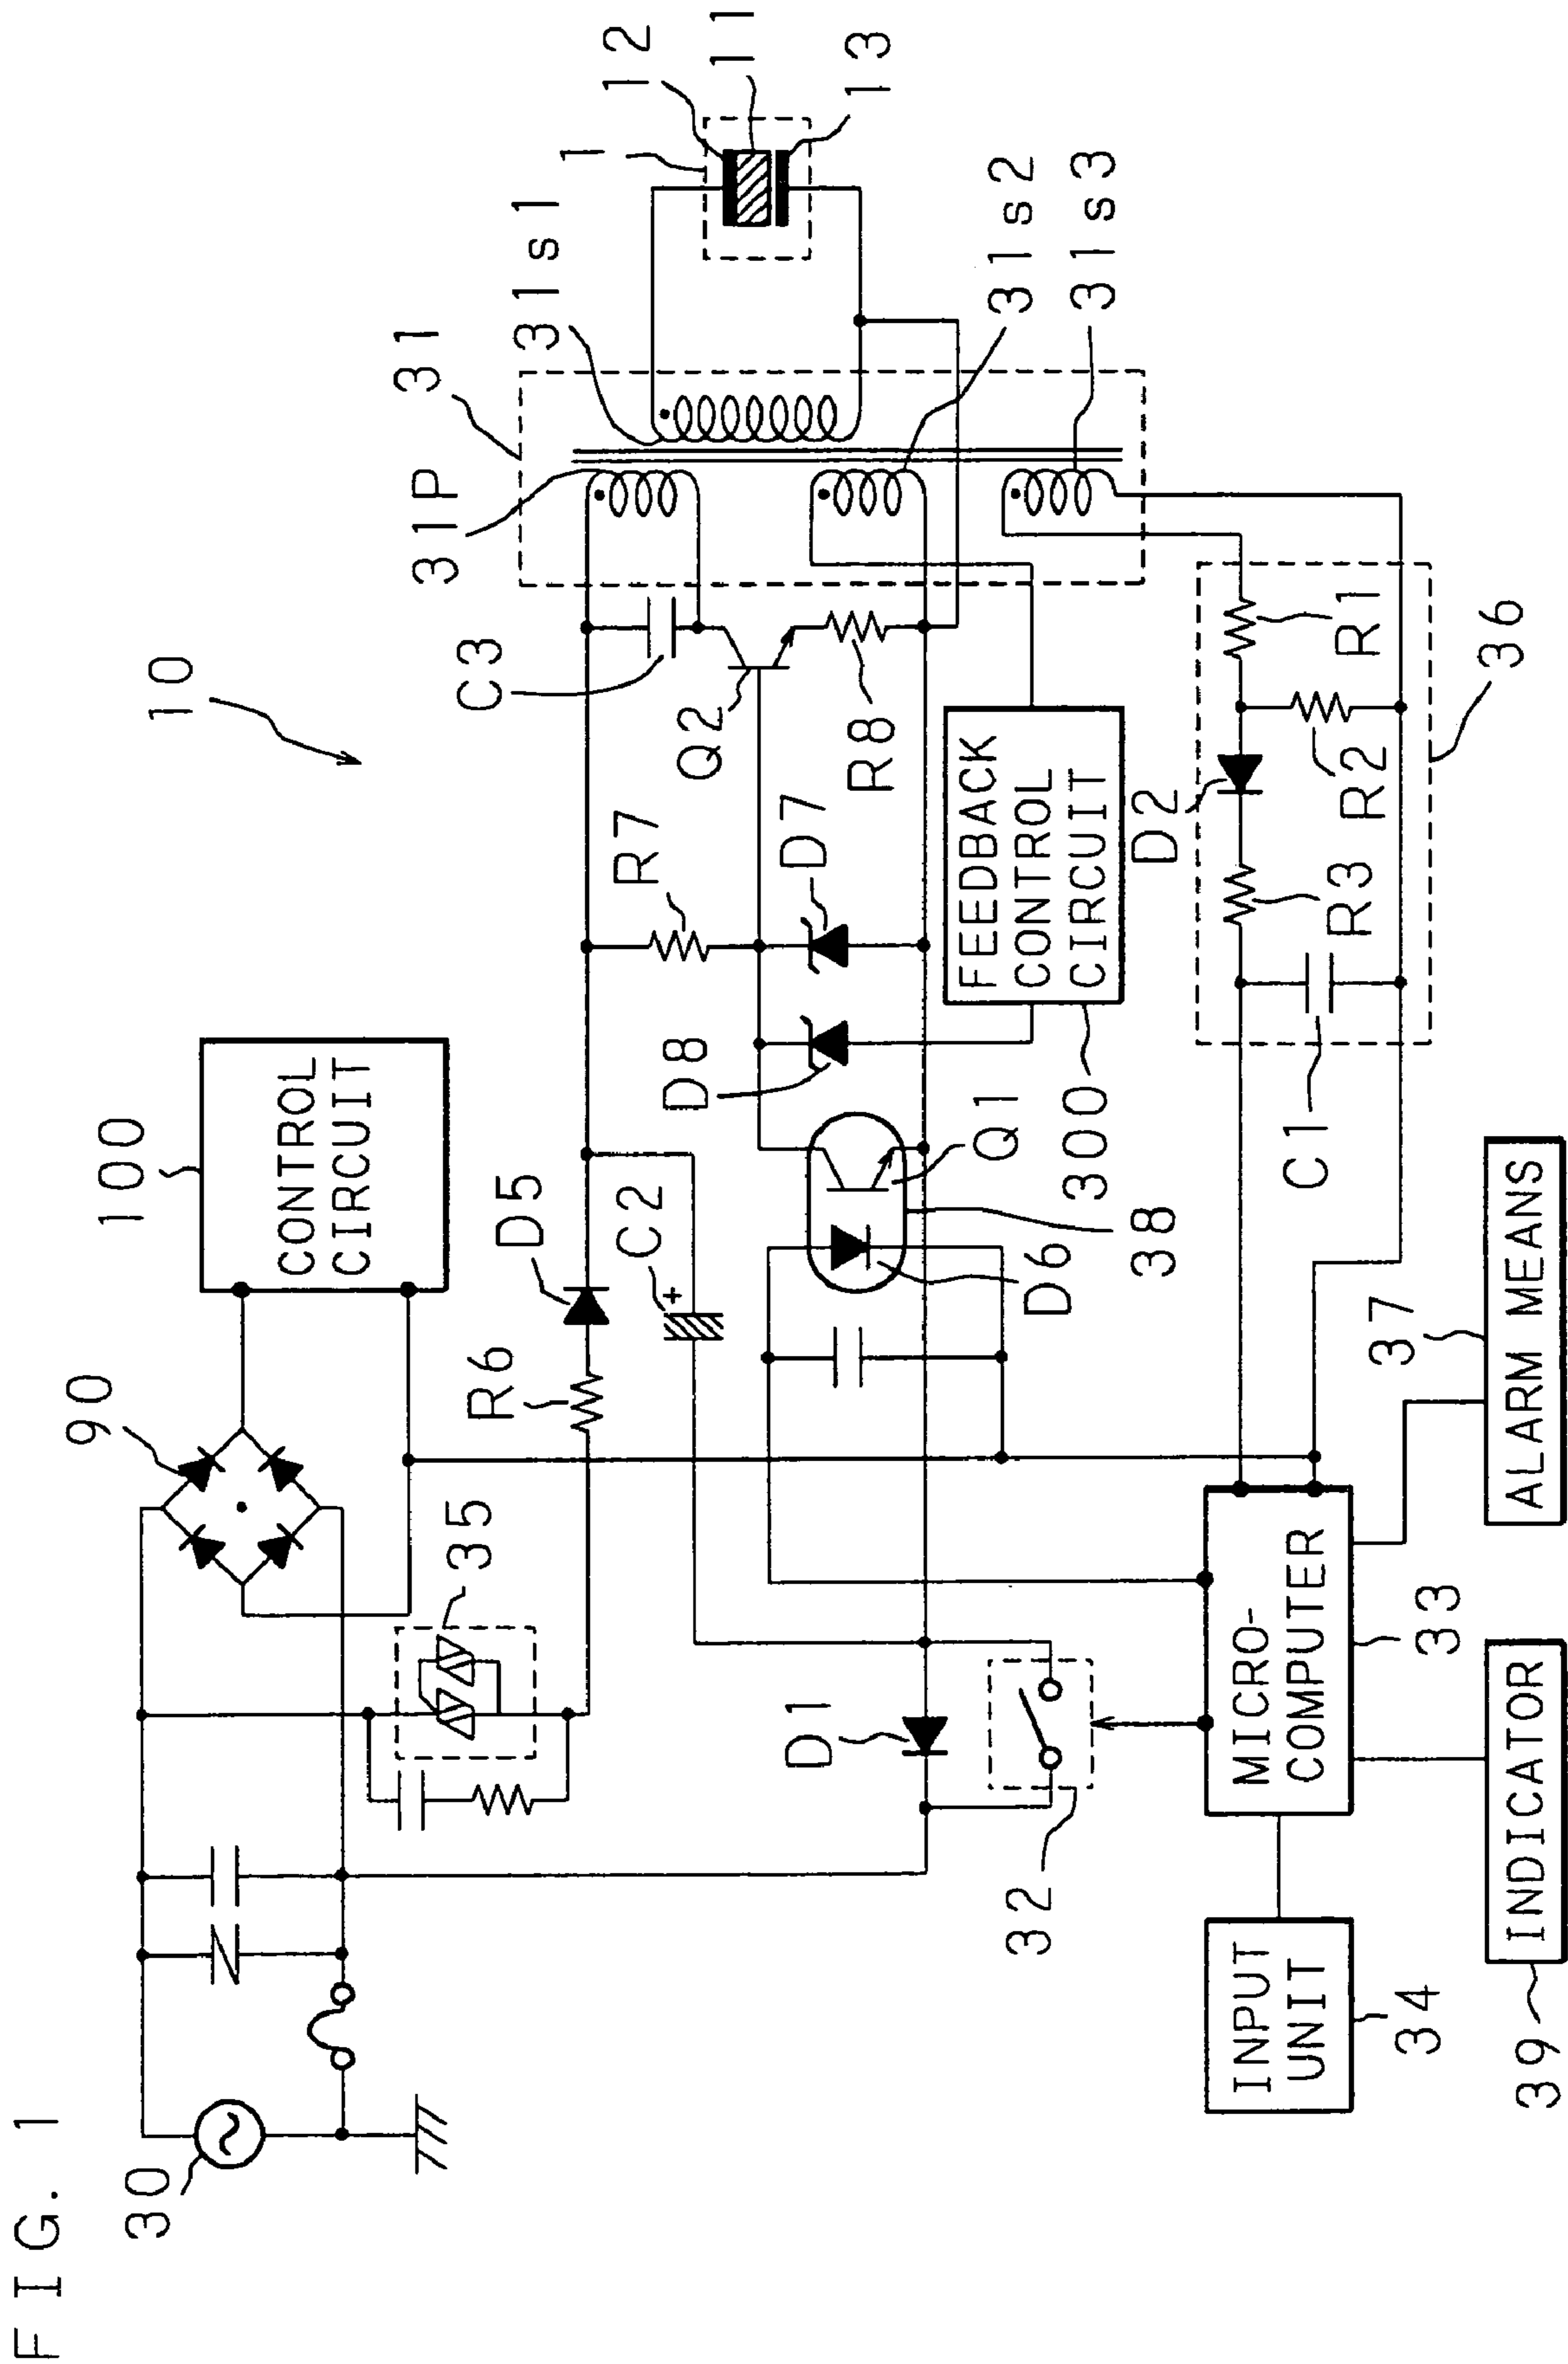 FIG. 1
10
30
90
100
CONTROL
CIRCUIT
35
R6
D5
C2
+
R7
C3
Q2
D8
D7
R8
31
31P
31s1
1
12
11
13
31s2
31s3
D1
32
D6
38
Q1
300
FEEDBACK
CONTROL
CIRCUIT
D2
R1
R2
R3
C1
36
MICRO-
COMPUTER
33
INPUT
UNIT
34
37
ALARM MEANS
INDICATOR
39